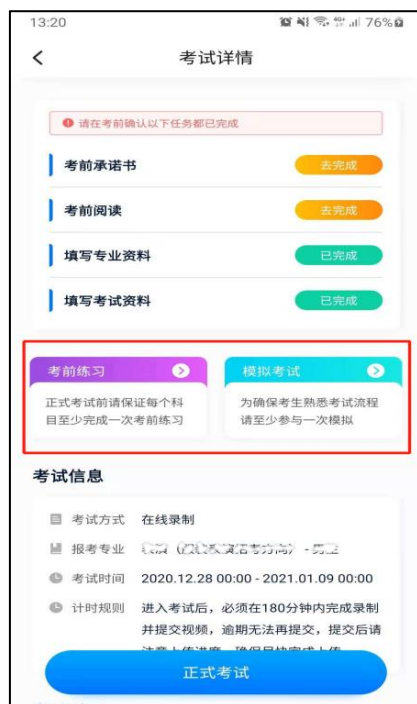 13:20
76%
考试详情
请在考前确认以下任务都已完成
考前承诺书
去完成
考前阅读
去完成
填写专业资料
已完成
填写考试资料
已完成
考前练习
模拟考试
正式考试前请保证每个科
目至少完成一次考前练习
为确保考生熟悉考试流程
请至少参与一次模拟
考试信息
考试方式 在线录制
报考专业
考试时间 2020.12.28 00:00 - 2021.01.09 00:00
计时规则 进入考试后，必须在180分钟内完成录制
并提交视频，逾期无法再提交，提交后请
正式考试